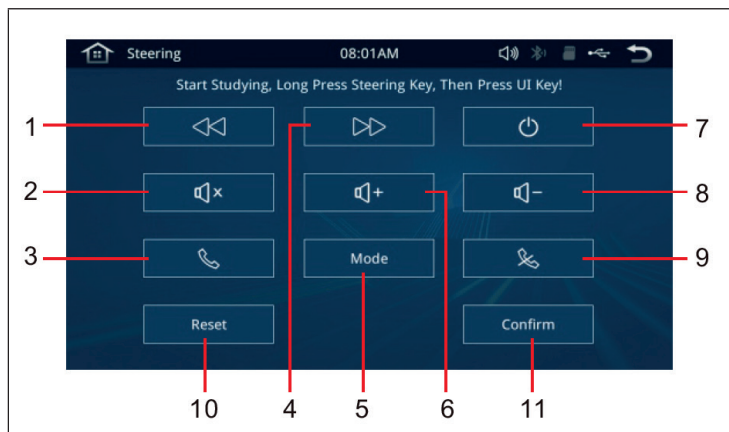 Steering 08:01AM
Start Studying, Long Press Steering Key, Then Press UI Key!
1 7
2 8
3 Mode 9
Reset Confirm
10 4 5 6 11